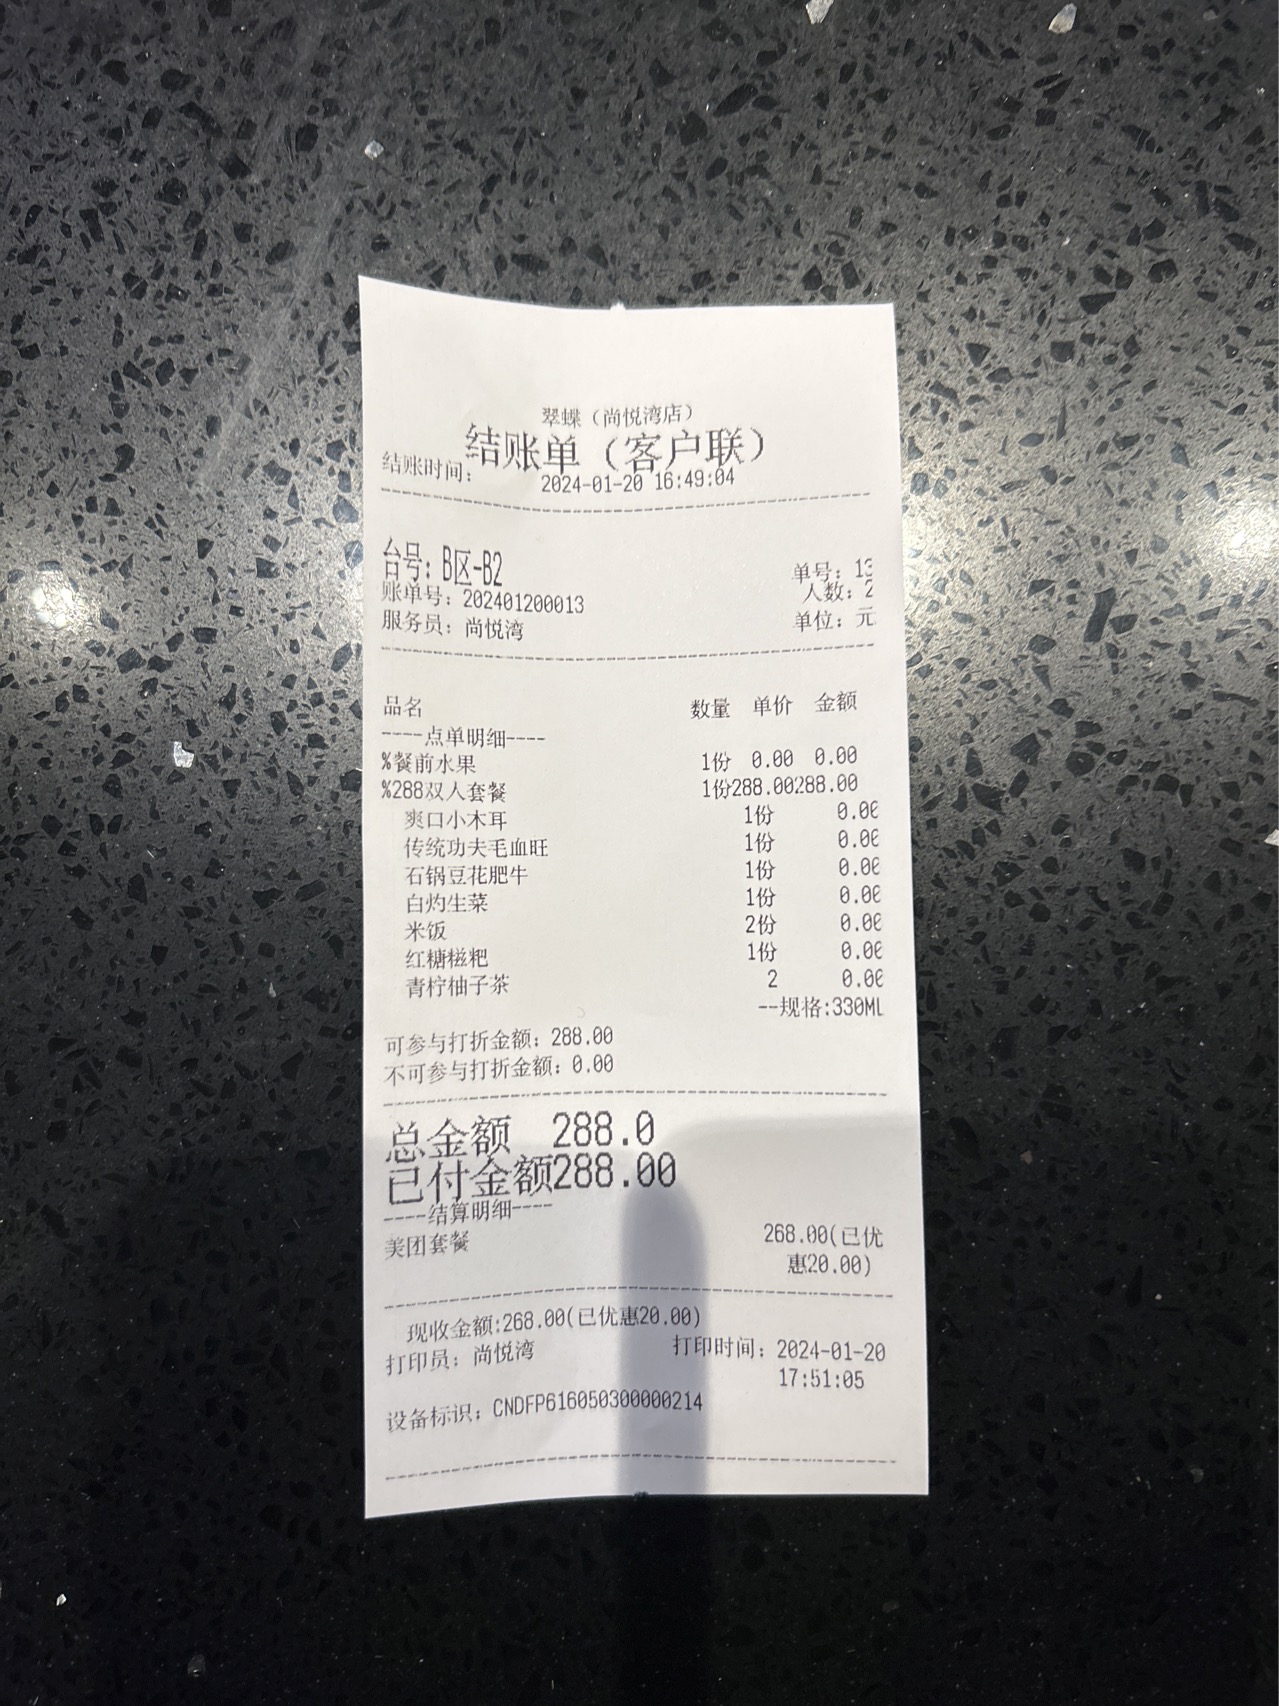 翠蝶（尚悦湾店）
结账单（客户联）
结账时间： 2024-01-20 16:49:04
台号：B区-B2 单号：13
账单号：202401200013 人数：2
服务员：尚悦湾 单位：元
品名 数量 单价 金额
----点单明细----
%餐前水果 1份 0.00 0.00
%288双人套餐 1份288.00288.00
爽口小木耳 1份 0.00
传统功夫毛血旺 1份 0.00
石锅豆花肥牛 1份 0.00
白灼生菜 1份 0.00
米饭 2份 0.00
红糖糍粑 1份 0.00
青柠柚子茶 2 0.00
--规格:330ML
可参与打折金额：288.00
不可参与打折金额：0.00
总金额 288.0
已付金额288.00
----结算明细----
美团套餐 268.00(已优
惠20.00)
现收金额:268.00(已优惠20.00)
打印员：尚悦湾 打印时间：2024-01-20
17:51:05
设备标识：CNDFP616050300000214